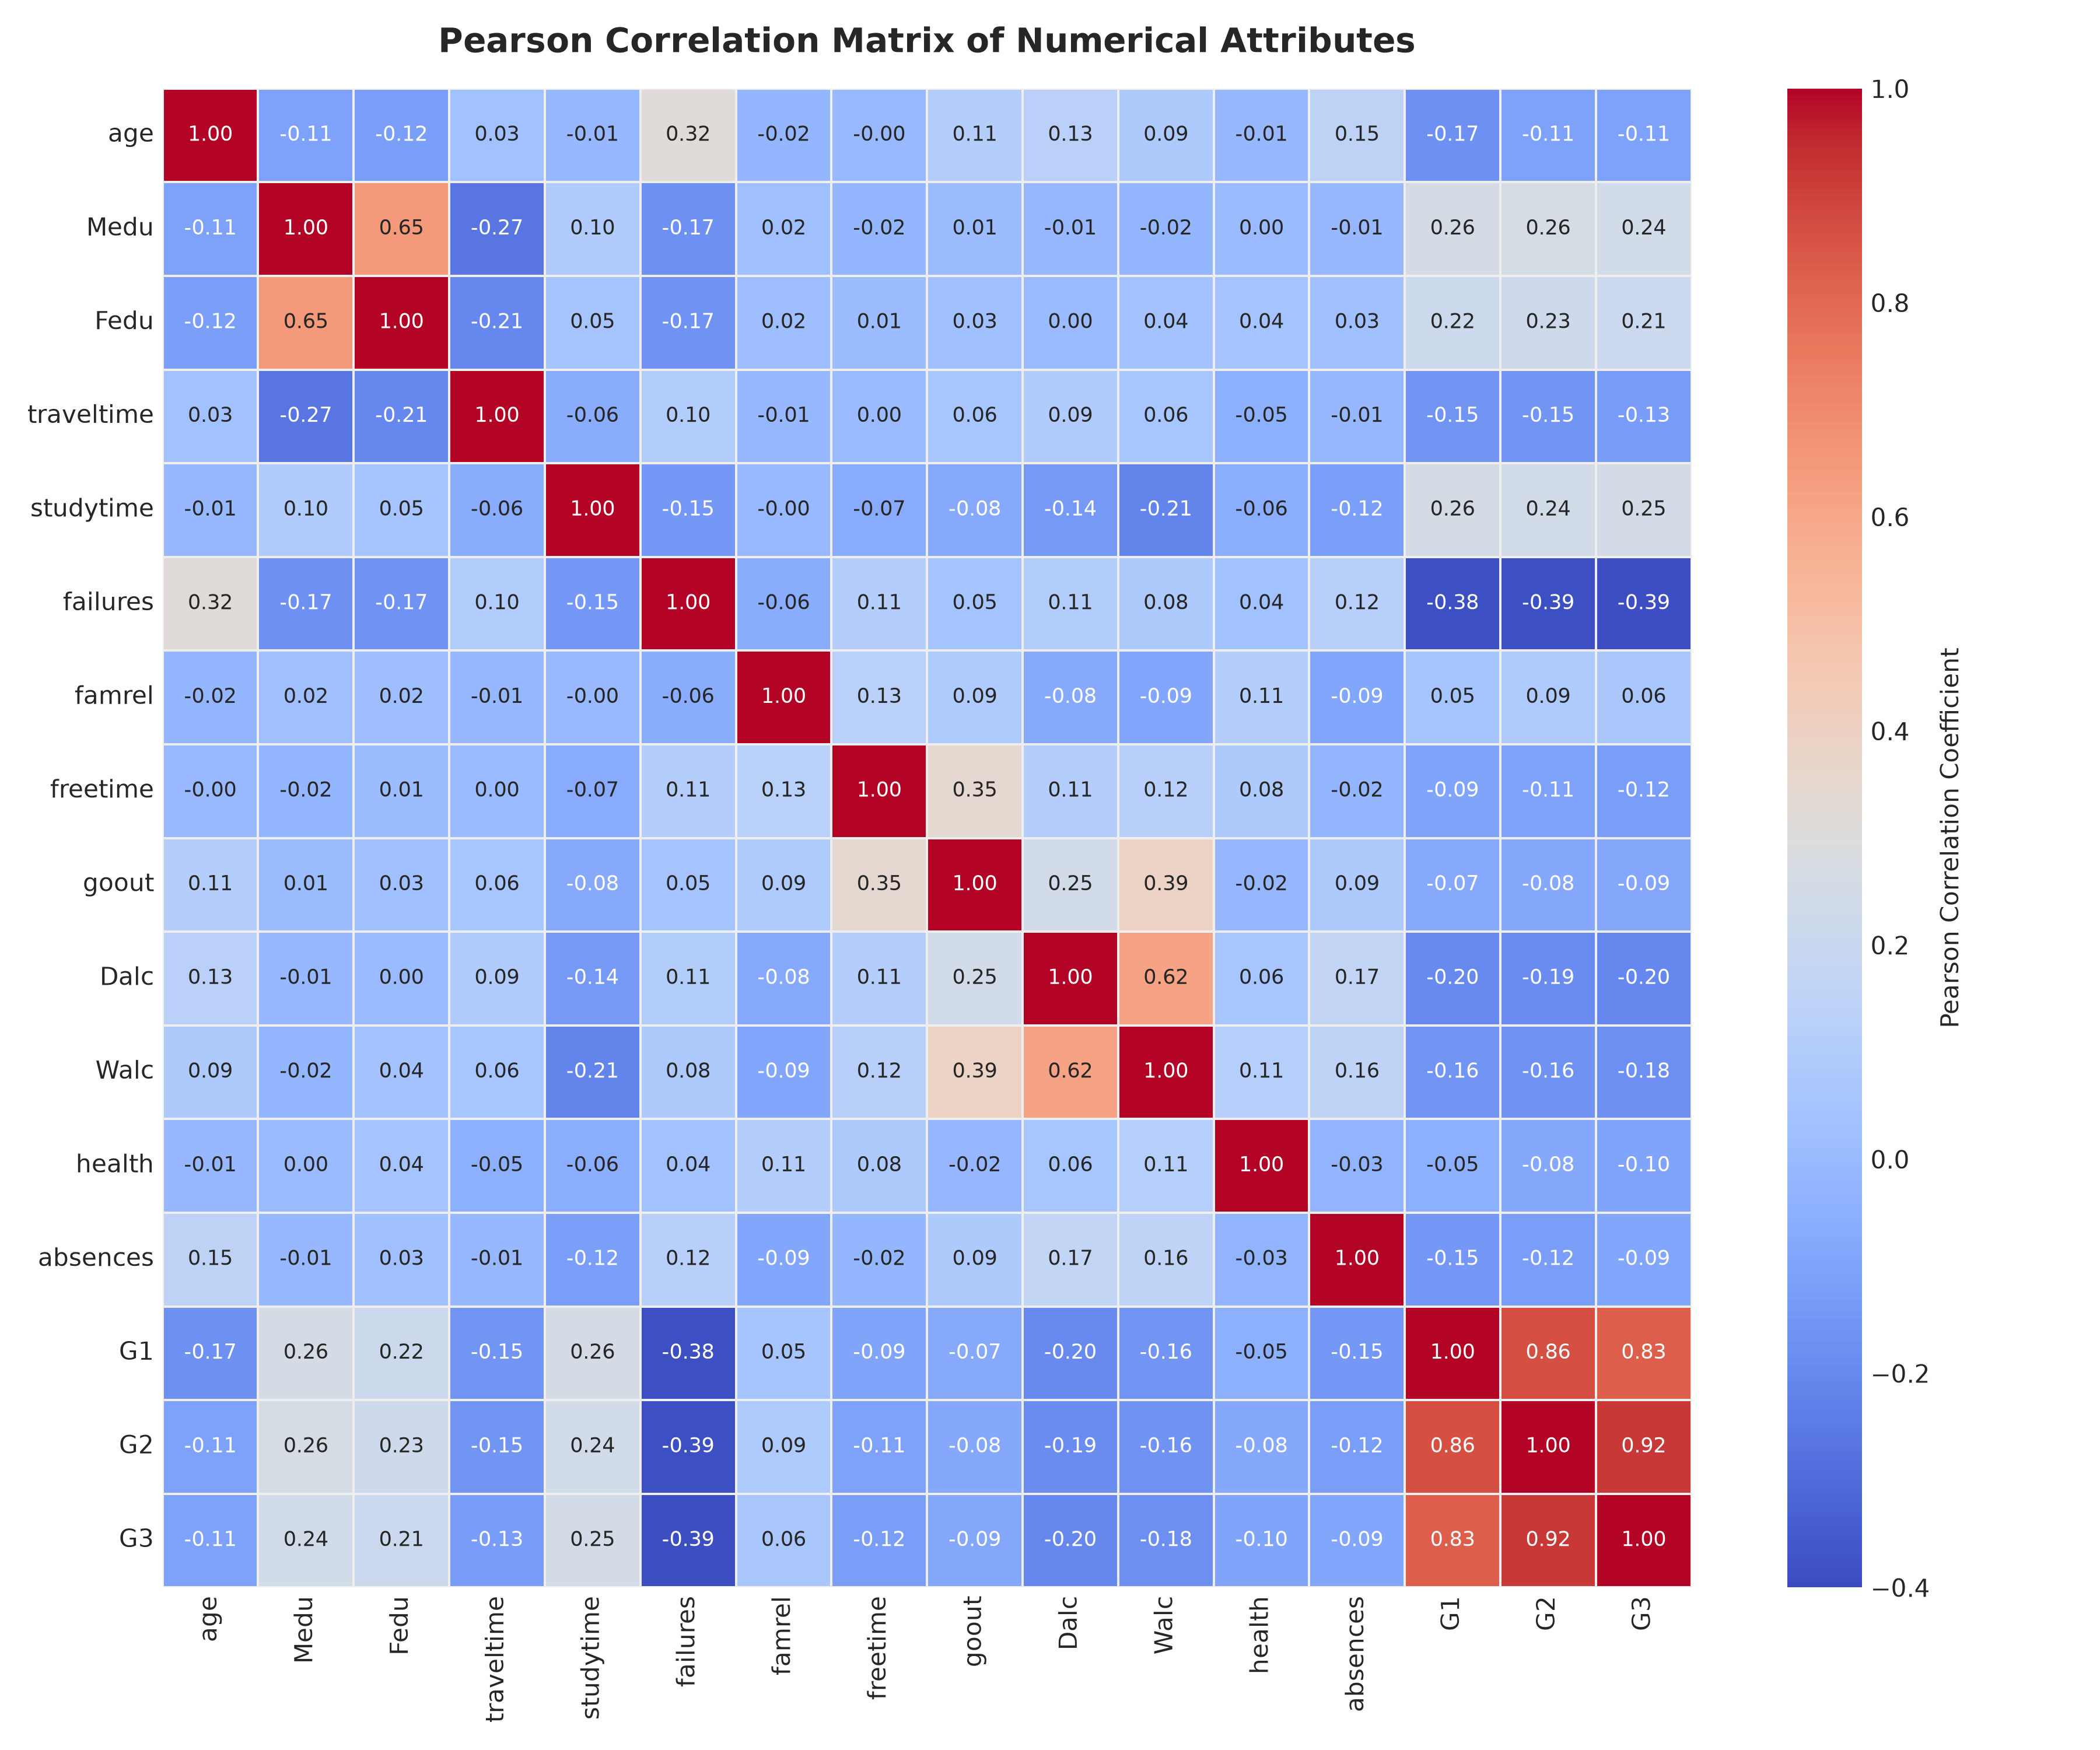 Pearson Correlation Matrix of Numerical Attributes
age 1.00 -0.11 -0.12 0.03 -0.01 0.32 -0.02 -0.00 0.11 0.13 0.09 -0.01 0.15 -0.17 -0.11 -0.11
Medu -0.11 1.00 0.65 -0.27 0.10 -0.17 0.02 -0.02 0.01 -0.01 -0.02 0.00 -0.01 0.26 0.26 0.24
Fedu -0.12 0.65 1.00 -0.21 0.05 -0.17 0.02 0.01 0.03 0.00 0.04 0.04 0.03 0.22 0.23 0.21
traveltime 0.03 -0.27 -0.21 1.00 -0.06 0.10 -0.01 0.00 0.06 0.09 0.06 -0.05 -0.01 -0.15 -0.15 -0.13
studytime -0.01 0.10 0.05 -0.06 1.00 -0.15 -0.00 -0.07 -0.08 -0.14 -0.21 -0.06 -0.12 0.26 0.24 0.25
failures 0.32 -0.17 -0.17 0.10 -0.15 1.00 -0.06 0.11 0.05 0.11 0.08 0.04 0.12 -0.38 -0.39 -0.39
famrel -0.02 0.02 0.02 -0.01 -0.00 -0.06 1.00 0.13 0.09 -0.08 -0.09 0.11 -0.09 0.05 0.09 0.06
freetime -0.00 -0.02 0.01 0.00 -0.07 0.11 0.13 1.00 0.35 0.11 0.12 0.08 -0.02 -0.09 -0.11 -0.12
goout 0.11 0.01 0.03 0.06 -0.08 0.05 0.09 0.35 1.00 0.25 0.39 -0.02 0.09 -0.07 -0.08 -0.09
Dalc 0.13 -0.01 0.00 0.09 -0.14 0.11 -0.08 0.11 0.25 1.00 0.62 0.06 0.17 -0.20 -0.19 -0.20
Walc 0.09 -0.02 0.04 0.06 -0.21 0.08 -0.09 0.12 0.39 0.62 1.00 0.11 0.16 -0.16 -0.16 -0.18
health -0.01 0.00 0.04 -0.05 -0.06 0.04 0.11 0.08 -0.02 0.06 0.11 1.00 -0.03 -0.05 -0.08 -0.10
absences 0.15 -0.01 0.03 -0.01 -0.12 0.12 -0.09 -0.02 0.09 0.17 0.16 -0.03 1.00 -0.15 -0.12 -0.09
G1 -0.17 0.26 0.22 -0.15 0.26 -0.38 0.05 -0.09 -0.07 -0.20 -0.16 -0.05 -0.15 1.00 0.86 0.83
G2 -0.11 0.26 0.23 -0.15 0.24 -0.39 0.09 -0.11 -0.08 -0.19 -0.16 -0.08 -0.12 0.86 1.00 0.92
G3 -0.11 0.24 0.21 -0.13 0.25 -0.39 0.06 -0.12 -0.09 -0.20 -0.18 -0.10 -0.09 0.83 0.92 1.00
age Medu Fedu traveltime studytime failures famrel freetime goout Dalc Walc health absences G1 G2 G3
1.0
0.8
0.6
0.4
0.2
0.0
−0.2
−0.4
Pearson Correlation Coefficient